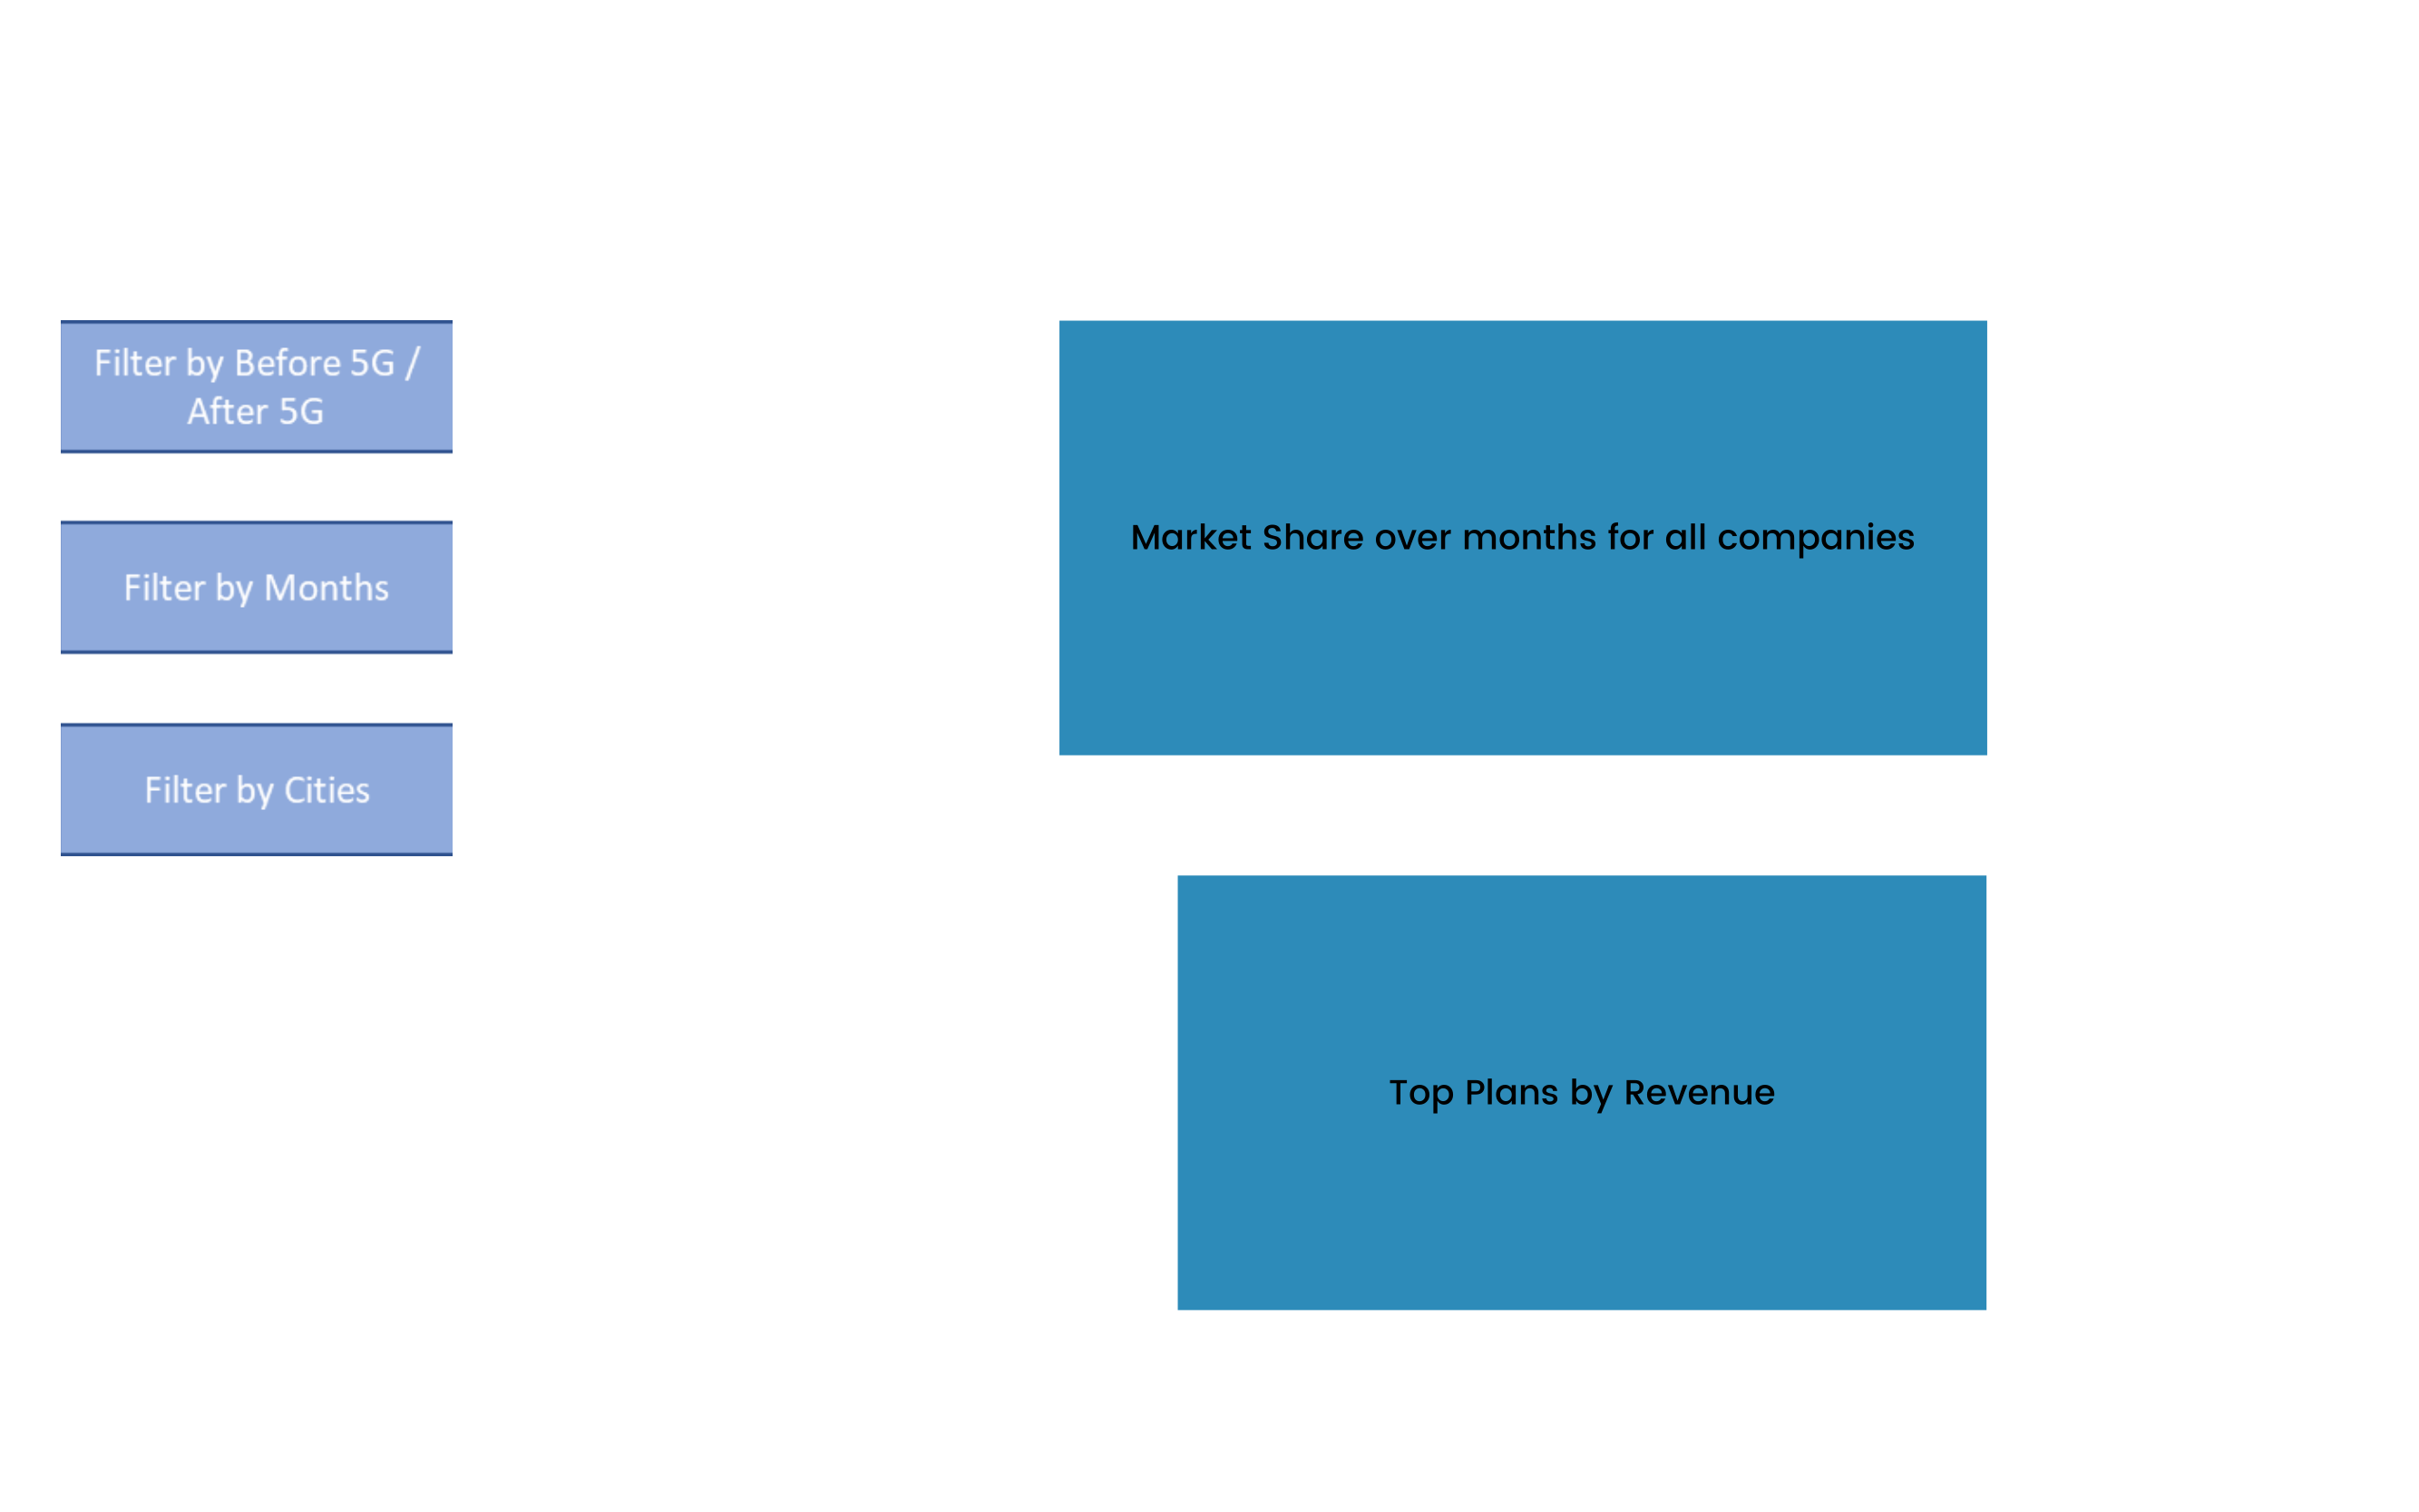 Filter by Before 5G /
After 5G
Filter by Months
Filter by Cities
Market Share over months for all companies
Top Plans by Revenue